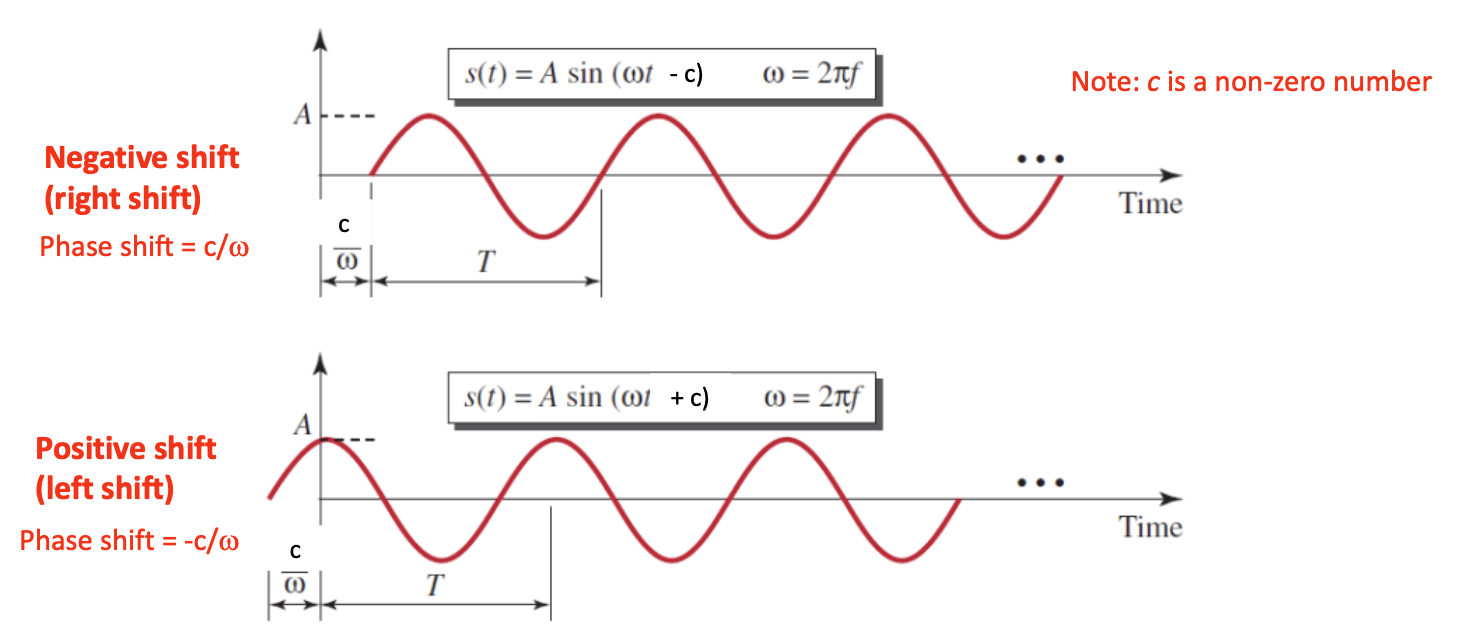 s(t) = A sin (ωt - c) ω = 2πf
Note: c is a non-zero number
A
Negative shift
(right shift)
Phase shift = c/ω
•••
Time
c
ω
T
s(t) = A sin (ωt + c) ω = 2πf
A
Positive shift
(left shift)
Phase shift = -c/ω
•••
Time
c
ω
T